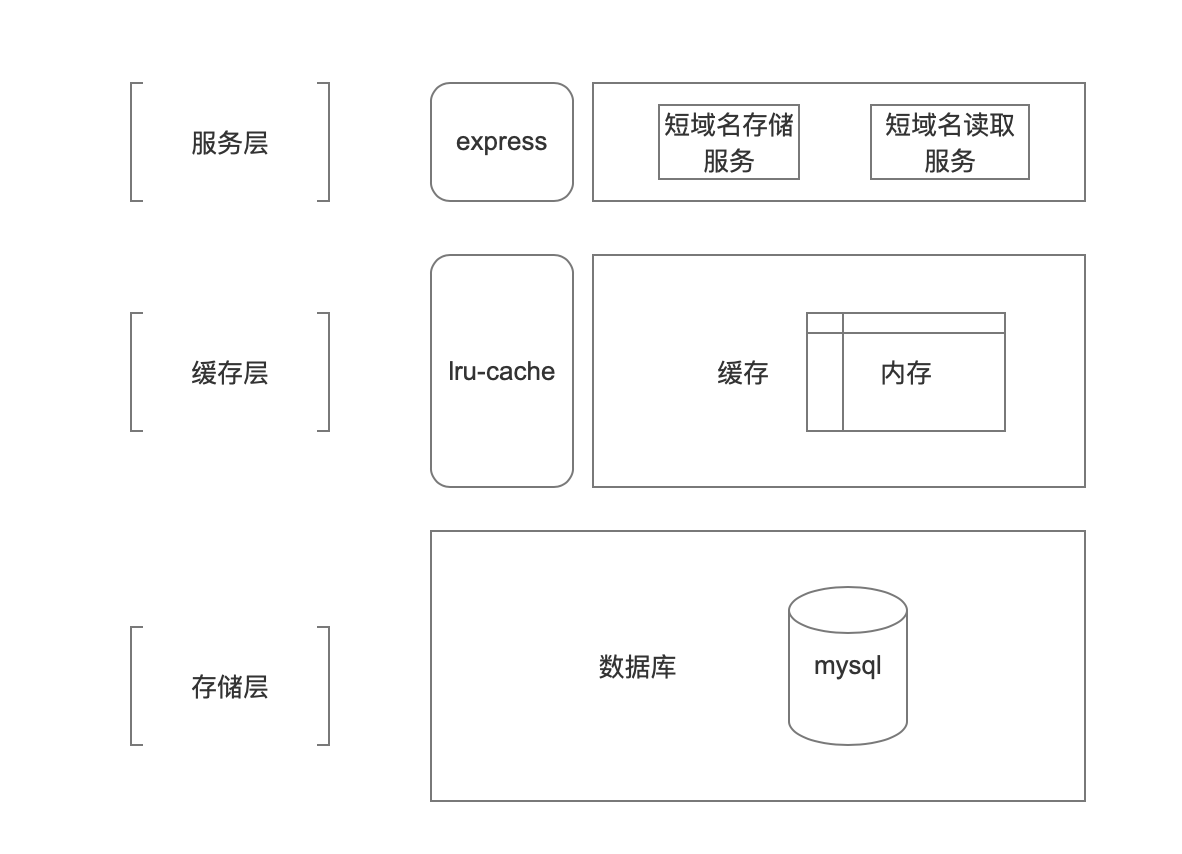 服务层
express
短域名存储
服务
短域名读取
服务
缓存层
lru-cache
缓存
内存
存储层
数据库
mysql